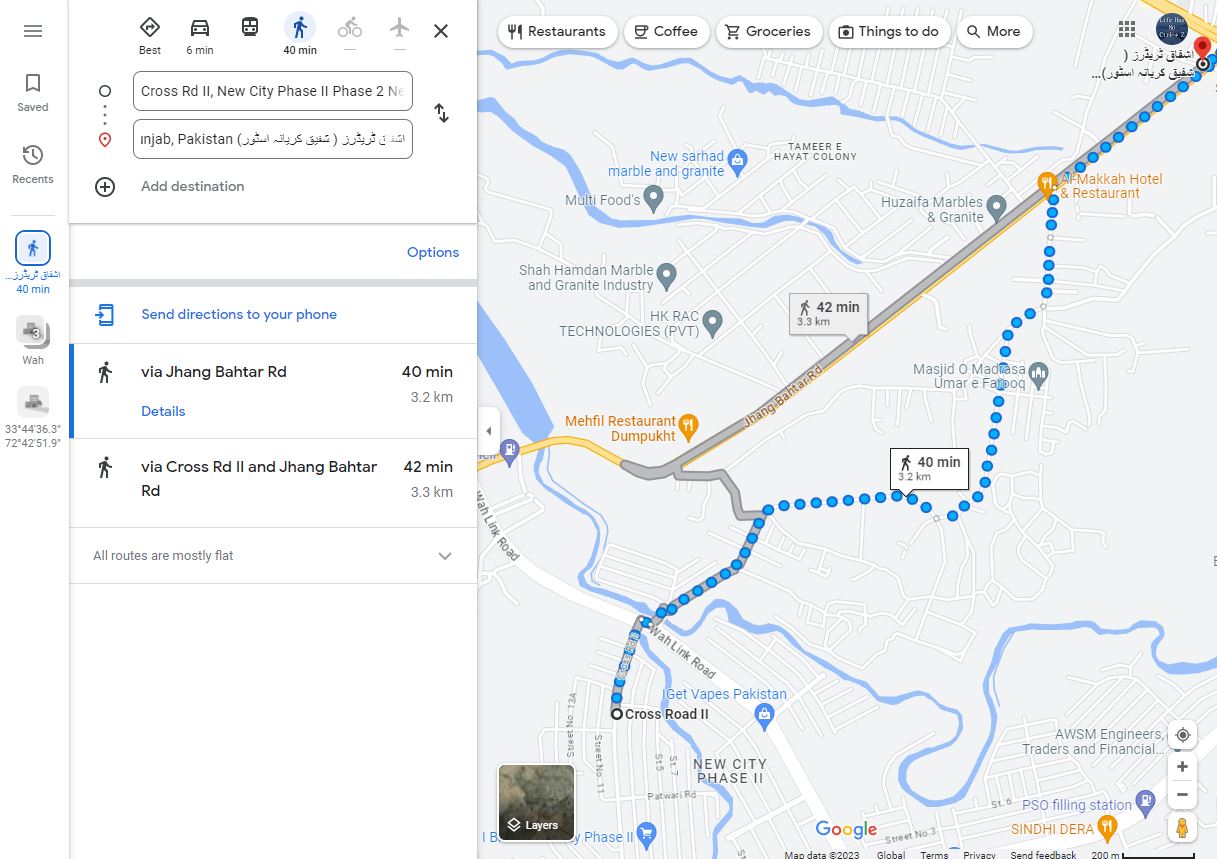 Best
6 min
40 min
Saved
Recents
اشفاق ٹریڈرز...
40 min
3
Wah
33°44'36.3"
72°42'51.9"
Cross Rd II, New City Phase II Phase 2 Ne
اشفاق ٹریڈرز ( شفیق کریانہ اسٹور) njab, Pakistan
Add destination
Options
Send directions to your phone
via Jhang Bahtar Rd
40 min
3.2 km
Details
via Cross Rd II and Jhang Bahtar
Rd
42 min
3.3 km
All routes are mostly flat
Restaurants
Coffee
Groceries
Things to do
More
اشفاق ٹریڈرز (
شفیق کریانہ اسٹور)...
TAMEER E
HAYAT COLONY
New sarhad
marble and granite
Multi Food's
Al-Makkah Hotel
& Restaurant
Huzaifa Marbles
& Granite
Shah Hamdan Marble
and Granite Industry
42 min
3.3 km
HK RAC
TECHNOLOGIES (PVT)
Masjid O Madrasa
Umar e Farooq
Jhang Bahtar Rd
Mehfil Restaurant
Dumpukht
40 min
3.2 km
Wah Link Road
Wah Link Road
Cross Rd II
IGet Vapes Pakistan
Cross Road II
Street No. 13A
Street No. 11
St 5
St. 7
NEW CITY
PHASE II
Patwari Rd
AWSM Engineers,
Traders and Financial...
St. 6
PSO filling station
SINDHI DERA
Street No 3
Layers
Phase II
Google
Map data ©2023
Global
Terms
Privacy
Send feedback
200 m